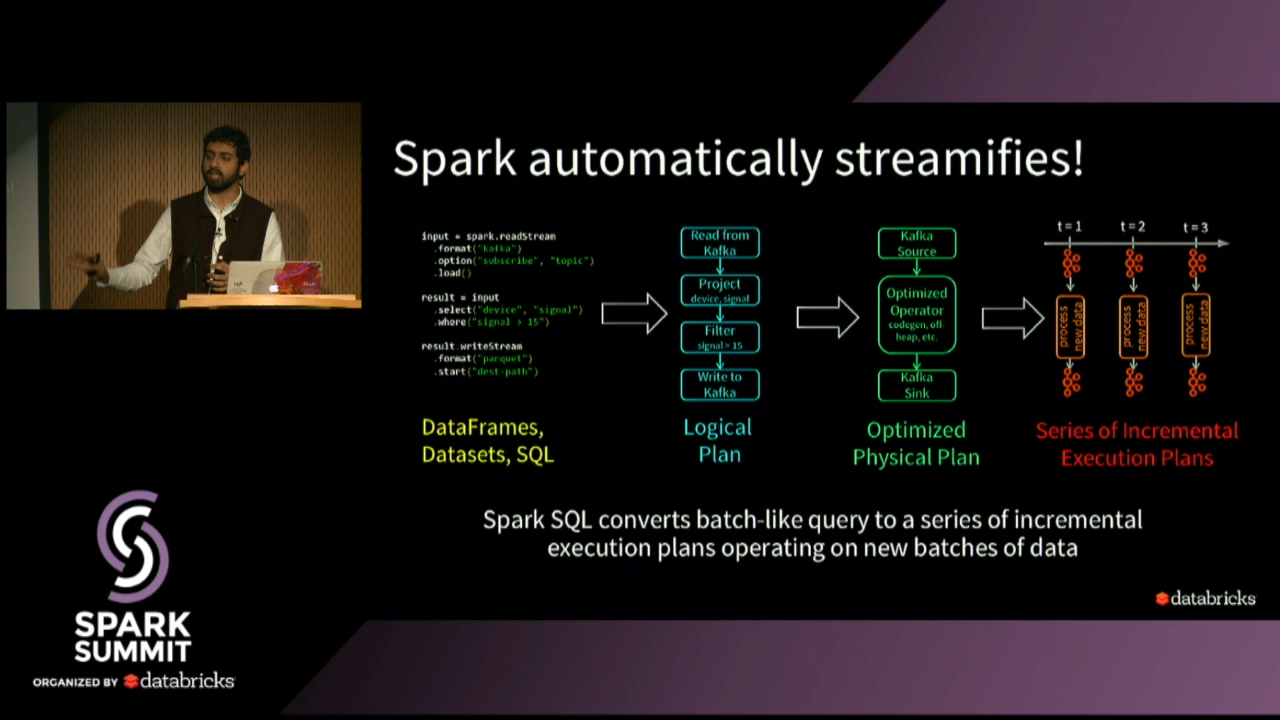 Spark automatically streamifies!
input = spark.readStream
.format("kafka")
.option("subscribe", "topic")
.load()
result = input
.select("device", "signal")
.where("signal > 15")
result.writeStream
.format("parquet")
.start("dest-path")
DataFrames,
Datasets, SQL
Read from
Kafka
Project
device, signal
Filter
signal > 15
Write to
Kafka
Logical
Plan
Kafka
Source
Optimized
Operator
codegen, off-
heap, etc.
Kafka
Sink
Optimized
Physical Plan
t = 1
t = 2
t = 3
process
new data
process
new data
process
new data
Series of Incremental
Execution Plans
Spark SQL converts batch-like query to a series of incremental
execution plans operating on new batches of data
databricks
SPARK
SUMMIT
ORGANIZED BY databricks